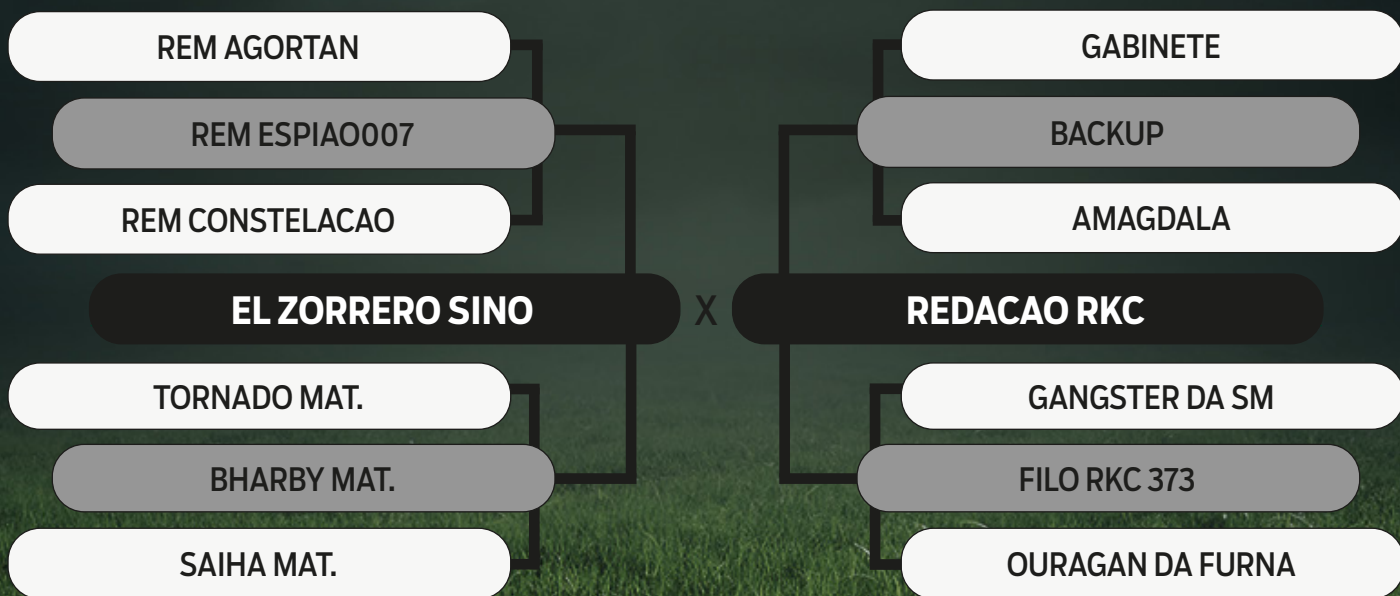 REM AGORTAN
REM ESPIAO007
REM CONSTELACAO
EL ZORRERO SINO
TORNADO MAT.
BHARBY MAT.
SAIHA MAT.
X
GABINETE
BACKUP
AMAGDALA
REDACAO RKC
GANGSTER DA SM
FILO RKC 373
OURAGAN DA FURNA